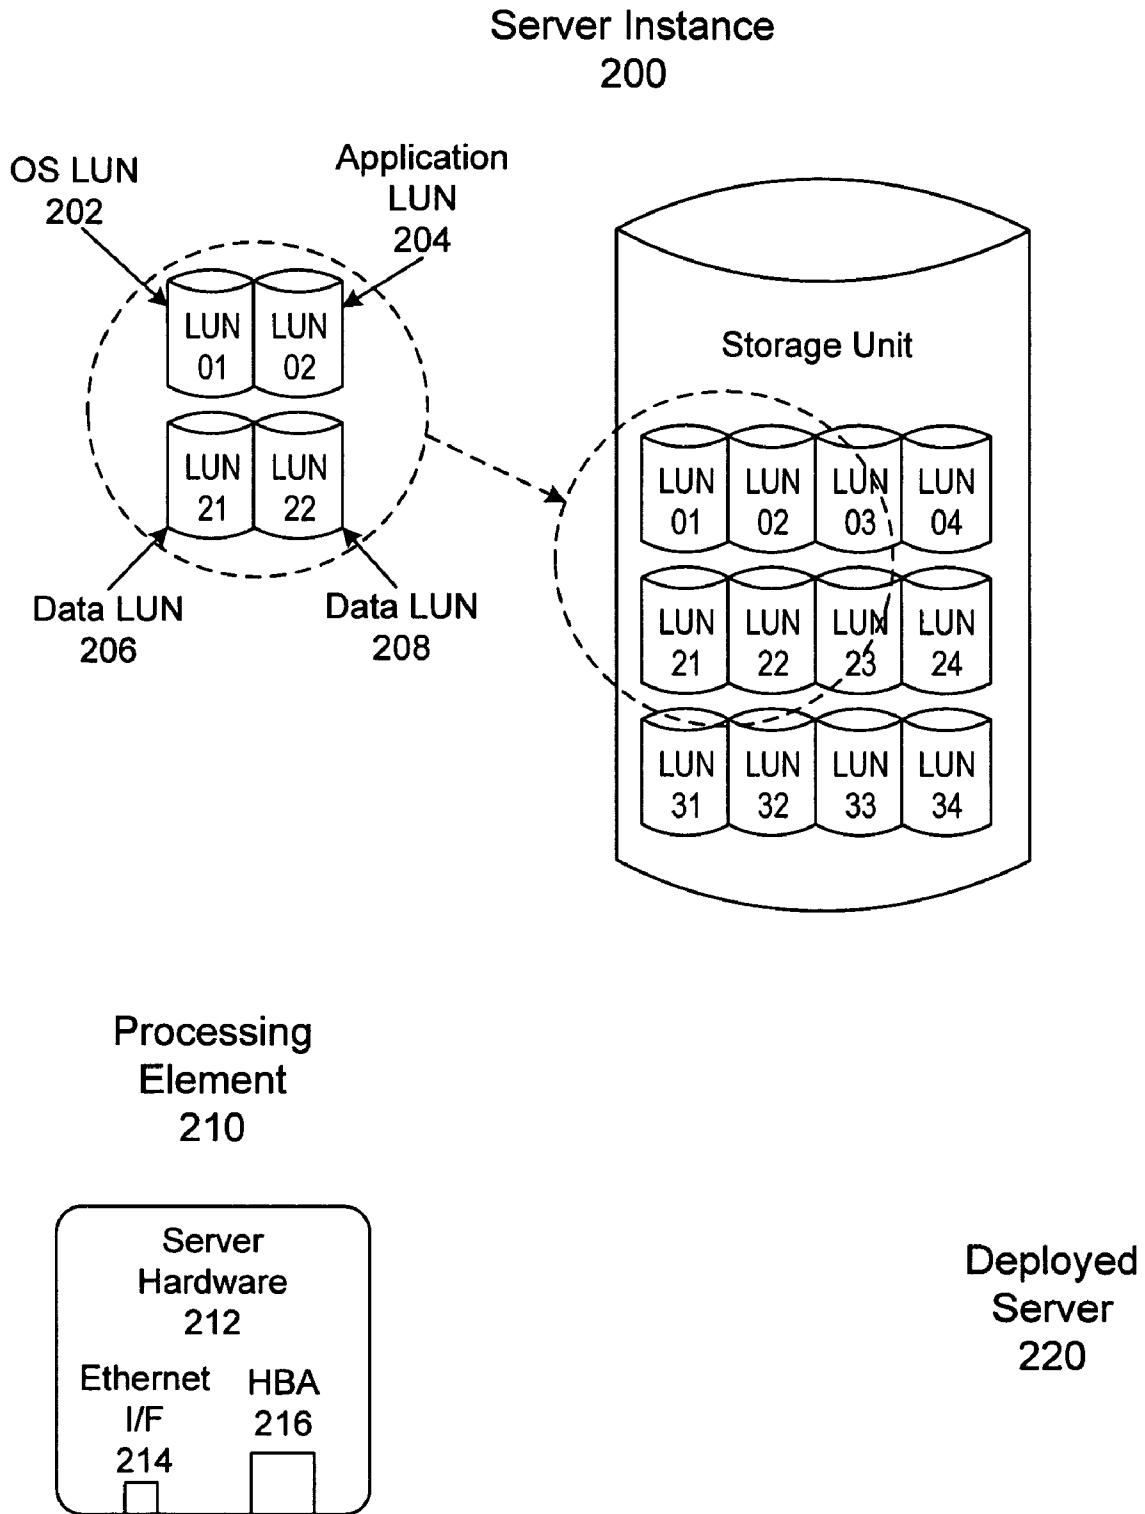 Server Instance
200
OS LUN
202
Application
LUN
204
LUN
01
LUN
02
LUN
21
LUN
22
Data LUN
206
Data LUN
208
Storage Unit
LUN
01
LUN
02
LUN
03
LUN
04
LUN
21
LUN
22
LUN
23
LUN
24
LUN
31
LUN
32
LUN
33
LUN
34
Processing
Element
210
Server
Hardware
212
Ethernet
I/F
214
HBA
216
Deployed
Server
220